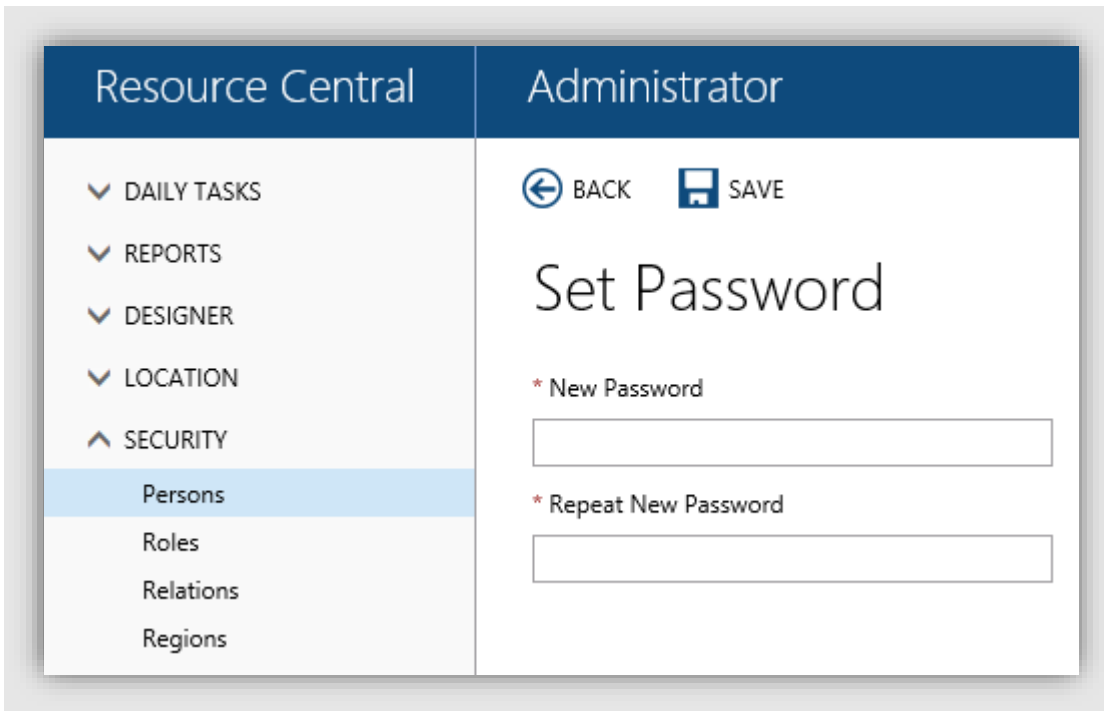 Resource Central
Administrator
DAILY TASKS
REPORTS
DESIGNER
LOCATION
SECURITY
Persons
Roles
Relations
Regions
BACK SAVE
Set Password
* New Password
* Repeat New Password